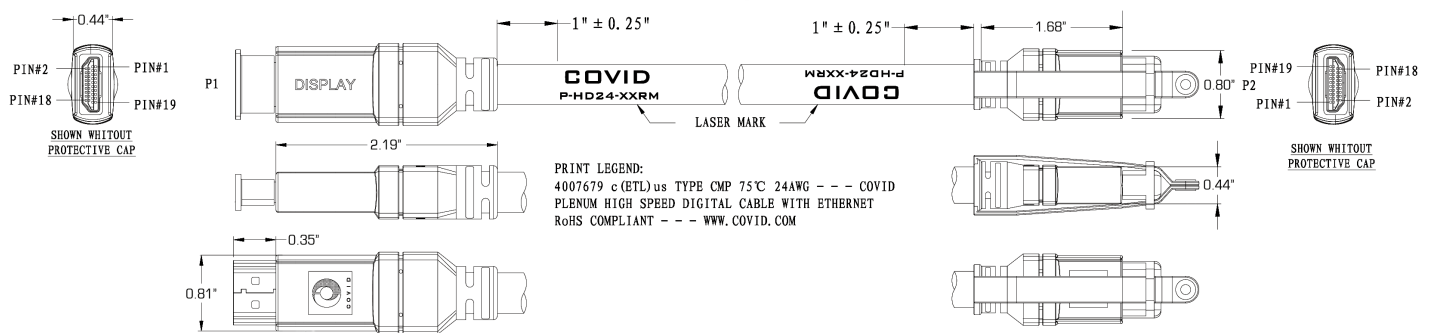 0.44"
PIN#2
PIN#1
PIN#18
PIN#19
SHOWN WHITOUT
PROTECTIVE CAP
P1
DISPLAY
1" ± 0.25"
COVID
P-HD24-XXRM
LASER MARK
1" ± 0.25"
P-HD24-XXRM
COVID
1.68"
0.80"
P2
PIN#19
PIN#18
PIN#1
PIN#2
SHOWN WHITOUT
PROTECTIVE CAP
2.19"
PRINT LEGEND:
4007679 c(ETL)us TYPE CMP 75℃ 24AWG - - - COVID
PLENUM HIGH SPEED DIGITAL CABLE WITH ETHERNET
RoHS COMPLIANT - - - WWW.COVID.COM
0.44"
0.35"
0.81"
COVID